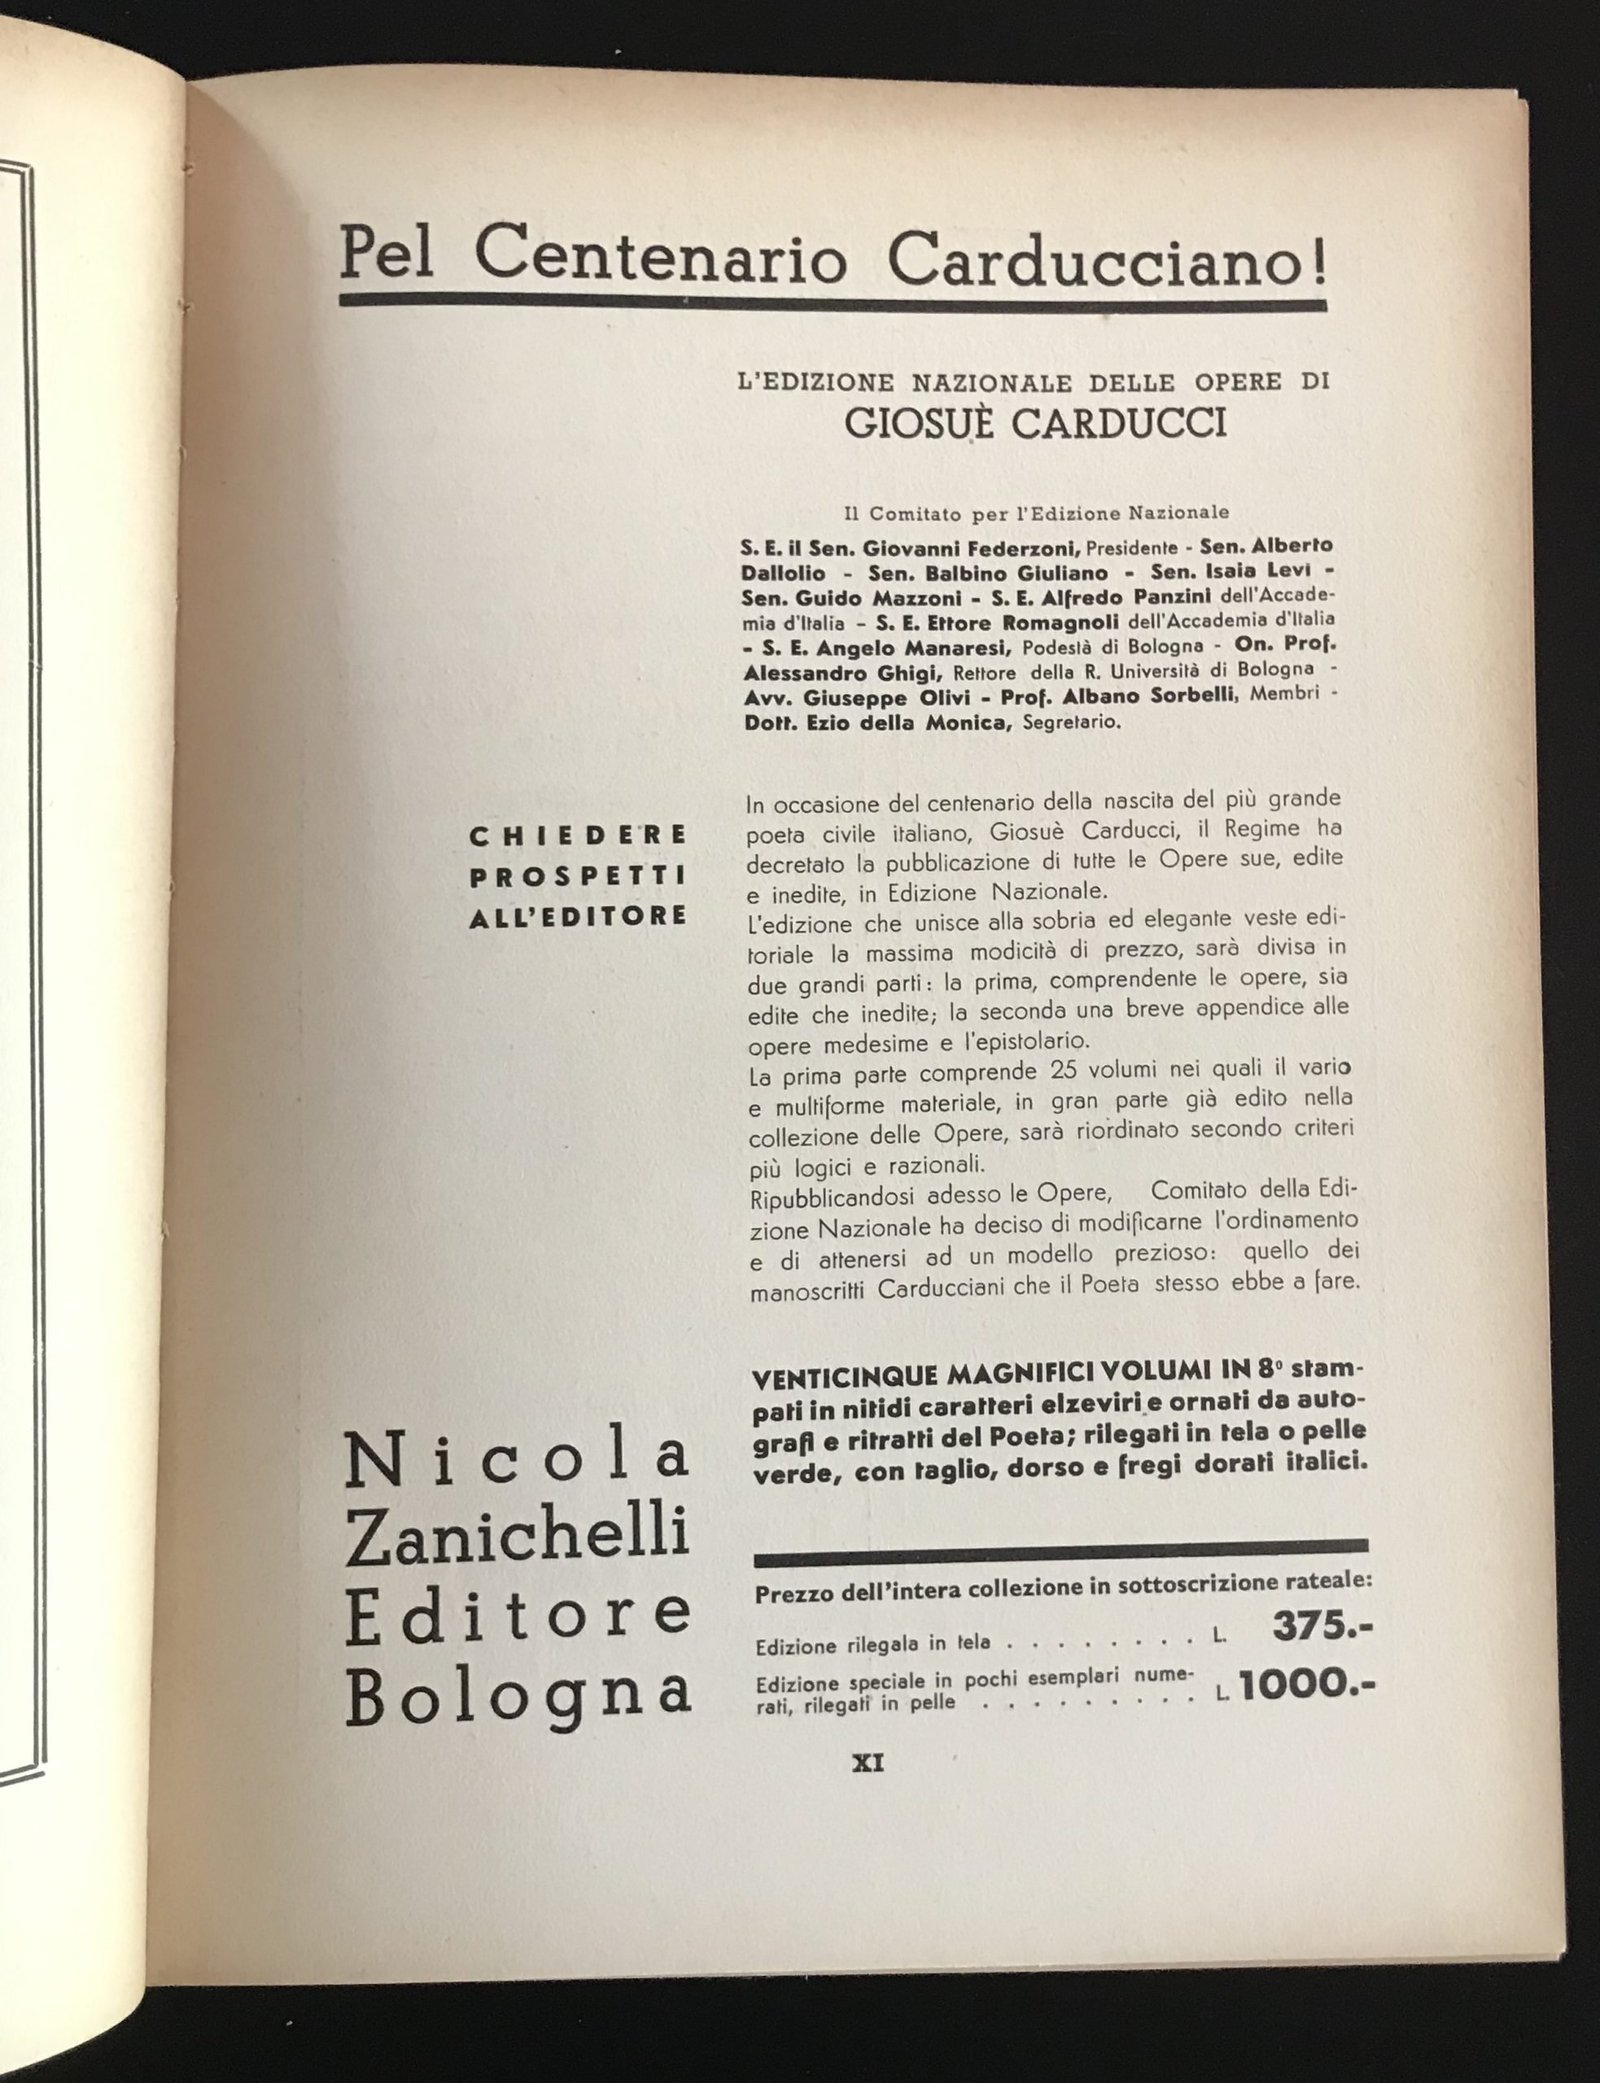 Pel Centenario Carducciano!
L'EDIZIONE NAZIONALE DELLE OPERE DI
GIOSUÈ CARDUCCI
Il Comitato per l'Edizione Nazionale
S. E. il Sen. Giovanni Federzoni, Presidente - Sen. Alberto
Dallolio - Sen. Balbino Giuliano - Sen. Isaia Levi -
Sen. Guido Mazzoni - S. E. Alfredo Panzini dell'Accade-
mia d'Italia - S. E. Ettore Romagnoli dell'Accademia d'Italia
- S. E. Angelo Manaresi, Podestà di Bologna - On. Prof.
Alessandro Ghigi, Rettore della R. Università di Bologna -
Avv. Giuseppe Olivi - Prof. Albano Sorbelli, Membri -
Dott. Ezio della Monica, Segretario.
CHIEDERE
PROSPETTI
ALL'EDITORE
In occasione del centenario della nascita del più grande
poeta civile italiano, Giosuè Carducci, il Regime ha
decretato la pubblicazione di tutte le Opere sue, edite
e inedite, in Edizione Nazionale.
L'edizione che unisce alla sobria ed elegante veste edi-
toriale la massima modicità di prezzo, sarà divisa in
due grandi parti: la prima, comprendente le opere, sia
edite che inedite; la seconda una breve appendice alle
opere medesime e l'epistolario.
La prima parte comprende 25 volumi nei quali il vario
e multiforme materiale, in gran parte già edito nella
collezione delle Opere, sarà riordinato secondo criteri
più logici e razionali.
Ripubblicandosi adesso le Opere, Comitato della Edi-
zione Nazionale ha deciso di modificarne l'ordinamento
e di attenersi ad un modello prezioso: quello dei
manoscritti Carducciani che il Poeta stesso ebbe a fare.
VENTICINQUE MAGNIFICI VOLUMI IN 8º stam-
pati in nitidi caratteri elzeviri e ornati da auto-
grafi e ritratti del Poeta; rilegati in tela o pelle
verde, con taglio, dorso e fregi dorati italici.
Nicola
Zanichelli
Editore
Bologna
Prezzo dell'intera collezione in sottoscrizione rateale:
Edizione rilegala in tela . . . . . . . . L. 375.-
Edizione speciale in pochi esemplari nume-
rati, rilegati in pelle . . . . . . . . . L. 1000.-
XI